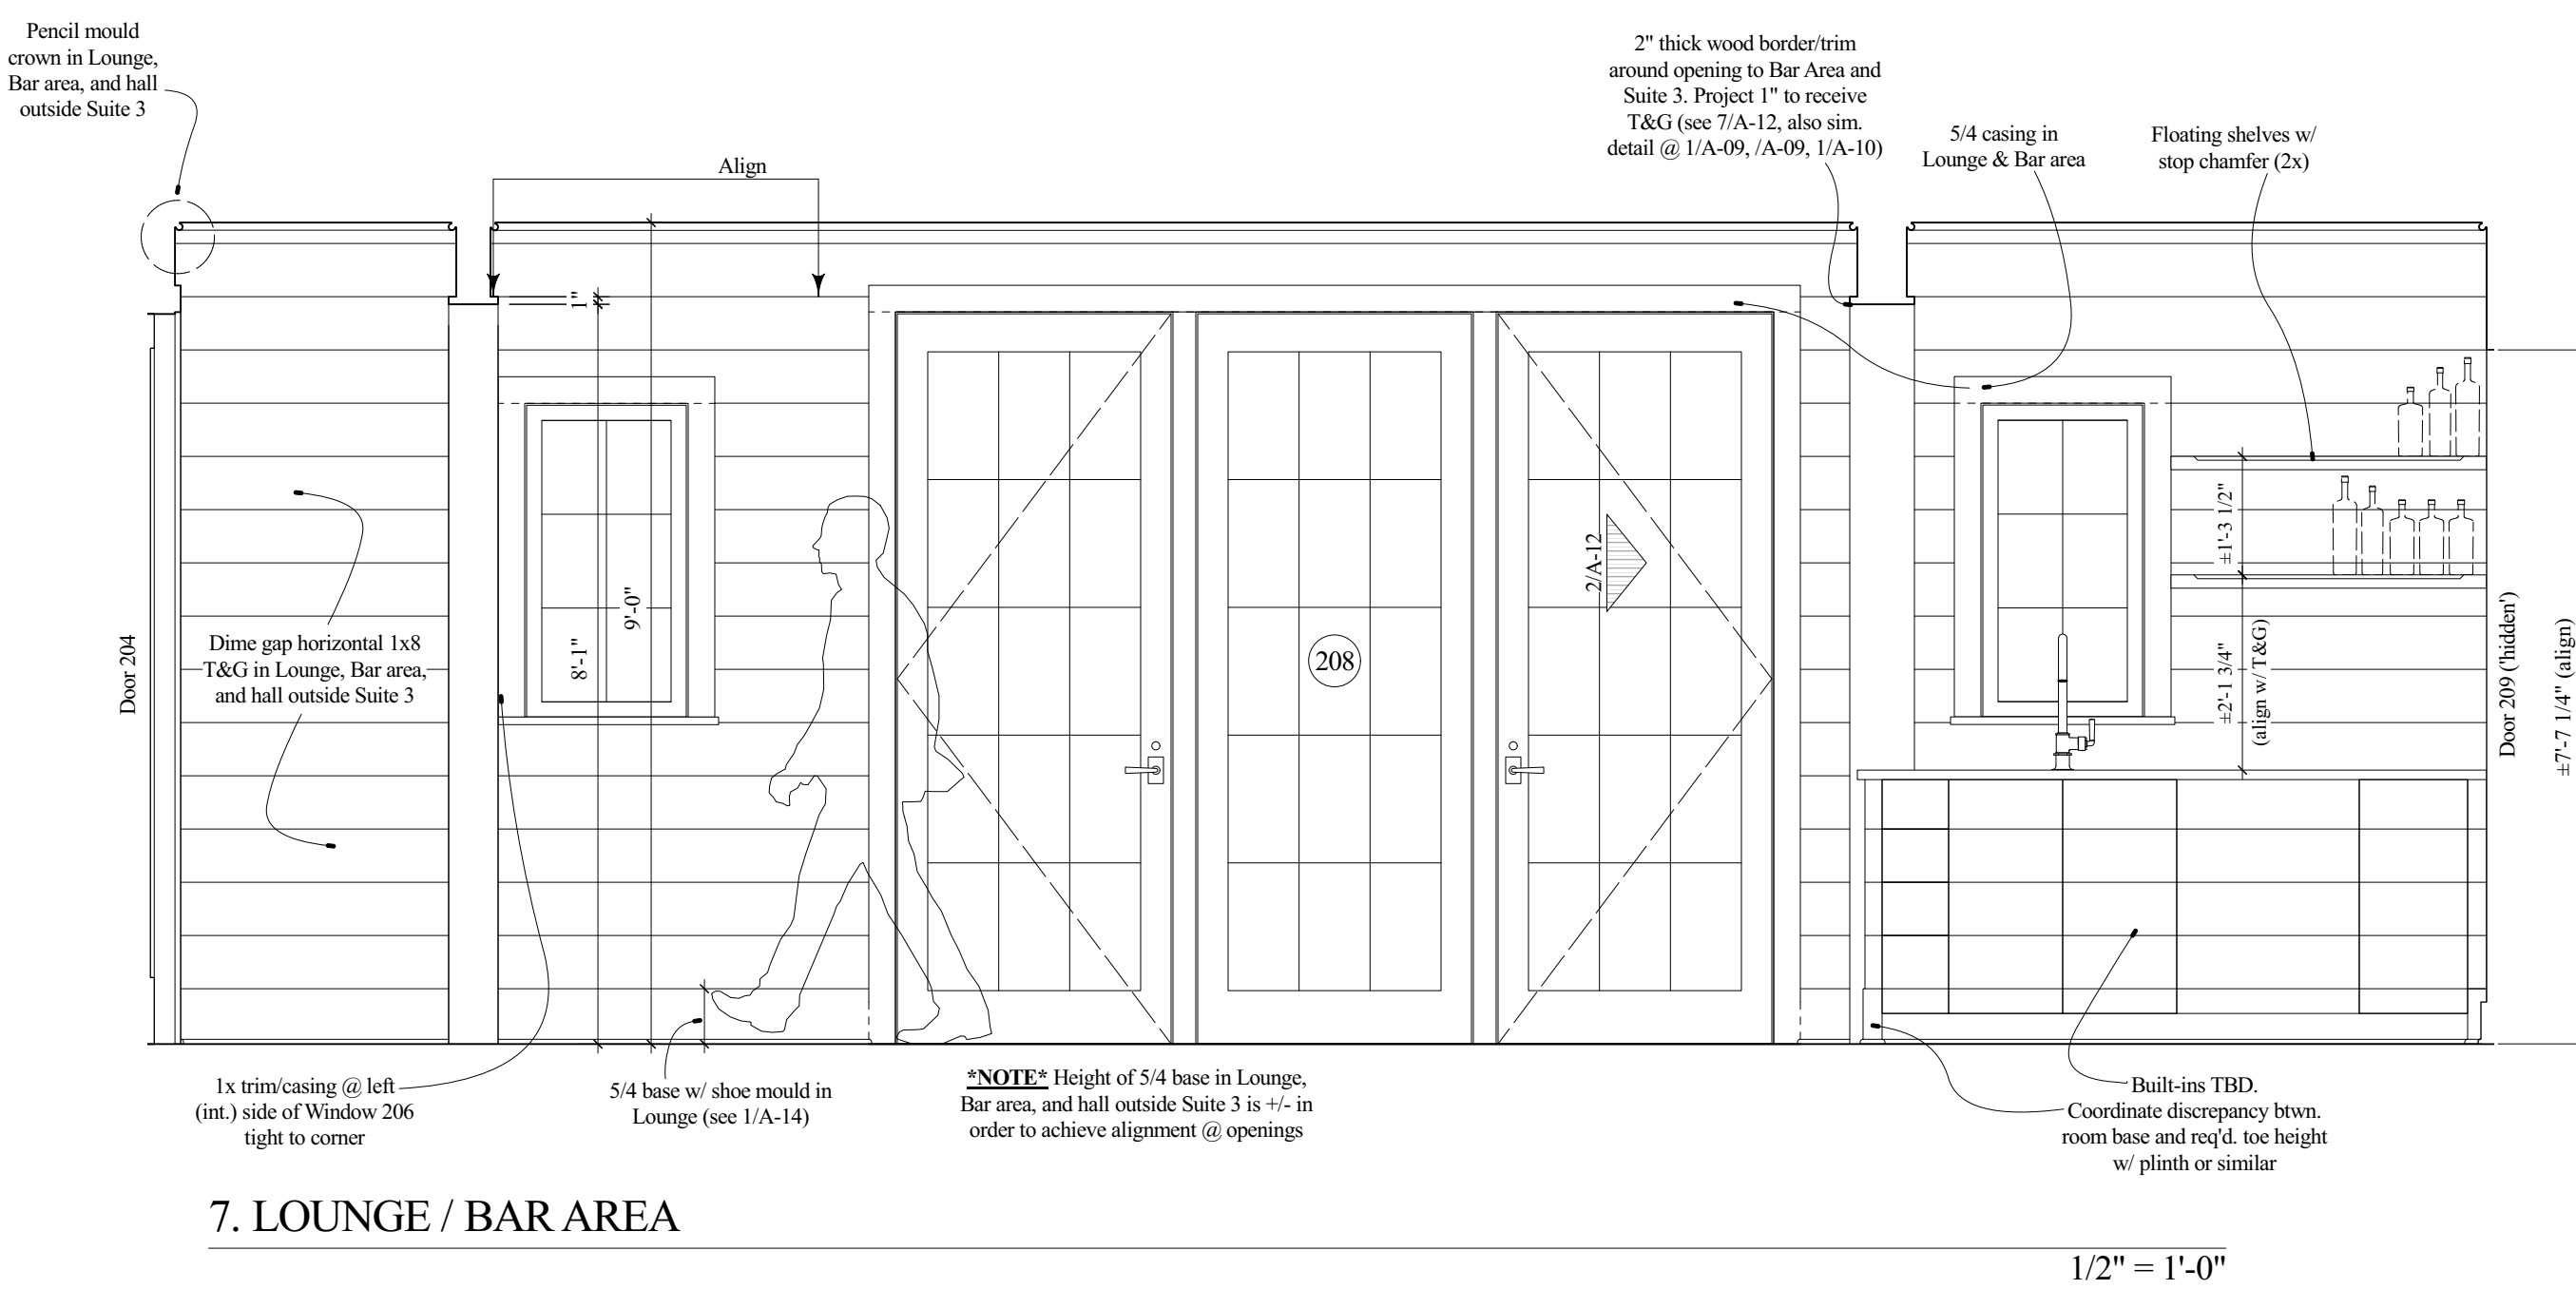 Pencil mould
crown in Lounge,
Bar area, and hall
outside Suite 3
Align
2" thick wood border/trim
around opening to Bar Area and
Suite 3. Project 1" to receive
T&G (see 7/A-12, also sim.
detail @ 1/A-09, /A-09, 1/A-10)
5/4 casing in
Lounge & Bar area
Floating shelves w/
stop chamfer (2x)
1"
9'-0"
8'-1"
Door 204
Dime gap horizontal 1x8
T&G in Lounge, Bar area,
and hall outside Suite 3
208
2/A-12
±1'-3 1/2"
±2'-1 3/4"
(align w/ T&G)
Door 209 ('hidden')
±7'-7 1/4" (align)
1x trim/casing @ left
(int.) side of Window 206
tight to corner
5/4 base w/ shoe mould in
Lounge (see 1/A-14)
*NOTE* Height of 5/4 base in Lounge,
Bar area, and hall outside Suite 3 is +/- in
order to achieve alignment @ openings
Built-ins TBD.
Coordinate discrepancy btwn.
room base and req'd. toe height
w/ plinth or similar
7. LOUNGE / BAR AREA
1/2" = 1'-0"